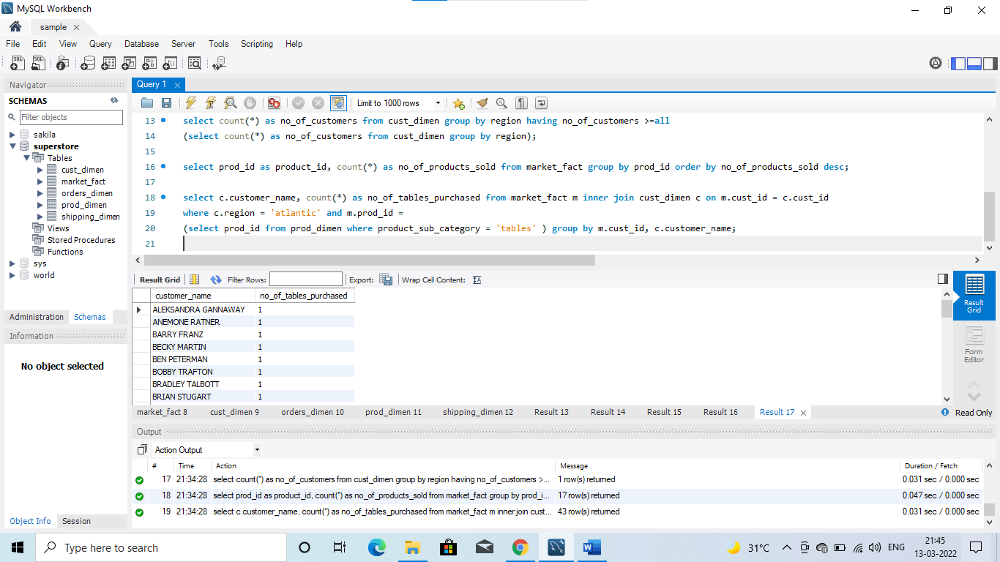 MySQL Workbench
sample
File Edit View Query Database Server Tools Scripting Help
Navigator
SCHEMAS
Filter objects
sakila
superstore
Tables
cust_dimen
market_fact
orders_dimen
prod_dimen
shipping_dimen
Views
Stored Procedures
Functions
sys
world
Administration Schemas
Information
No object selected
Object Info Session
Query 1
Limit to 1000 rows
13 select count(*) as no_of_customers from cust_dimen group by region having no_of_customers >=all
14 (select count(*) as no_of_customers from cust_dimen group by region);
15
16 select prod_id as product_id, count(*) as no_of_products_sold from market_fact group by prod_id order by no_of_products_sold desc;
17
18 select c.customer_name, count(*) as no_of_tables_purchased from market_fact m inner join cust_dimen c on m.cust_id = c.cust_id
19 where c.region = 'atlantic' and m.prod_id =
20 (select prod_id from prod_dimen where product_sub_category = 'tables' ) group by m.cust_id, c.customer_name;
21
Result Grid Filter Rows: Export: Wrap Cell Content:
customer_name no_of_tables_purchased
ALEKSANDRA GANNAWAY 1
ANEMONE RATNER 1
BARRY FRANZ 1
BECKY MARTIN 1
BEN PETERMAN 1
BOBBY TRAFTON 1
BRADLEY TALBOTT 1
BRIAN STUGART 1
Result Grid
Form Editor
market_fact 8 cust_dimen 9 orders_dimen 10 prod_dimen 11 shipping_dimen 12 Result 13 Result 14 Result 15 Result 16 Result 17 Read Only
Output
Action Output
# Time Action Message Duration / Fetch
17 21:34:28 select count(*) as no_of_customers from cust_dimen group by region having no_of_customers >... 1 row(s) returned 0.031 sec / 0.000 sec
18 21:34:28 select prod_id as product_id, count(*) as no_of_products_sold from market_fact group by prod_i... 17 row(s) returned 0.047 sec / 0.000 sec
19 21:34:28 select c.customer_name, count(*) as no_of_tables_purchased from market_fact m inner join cust... 43 row(s) returned 0.031 sec / 0.000 sec
Type here to search
31°C ENG 21:45
13-03-2022